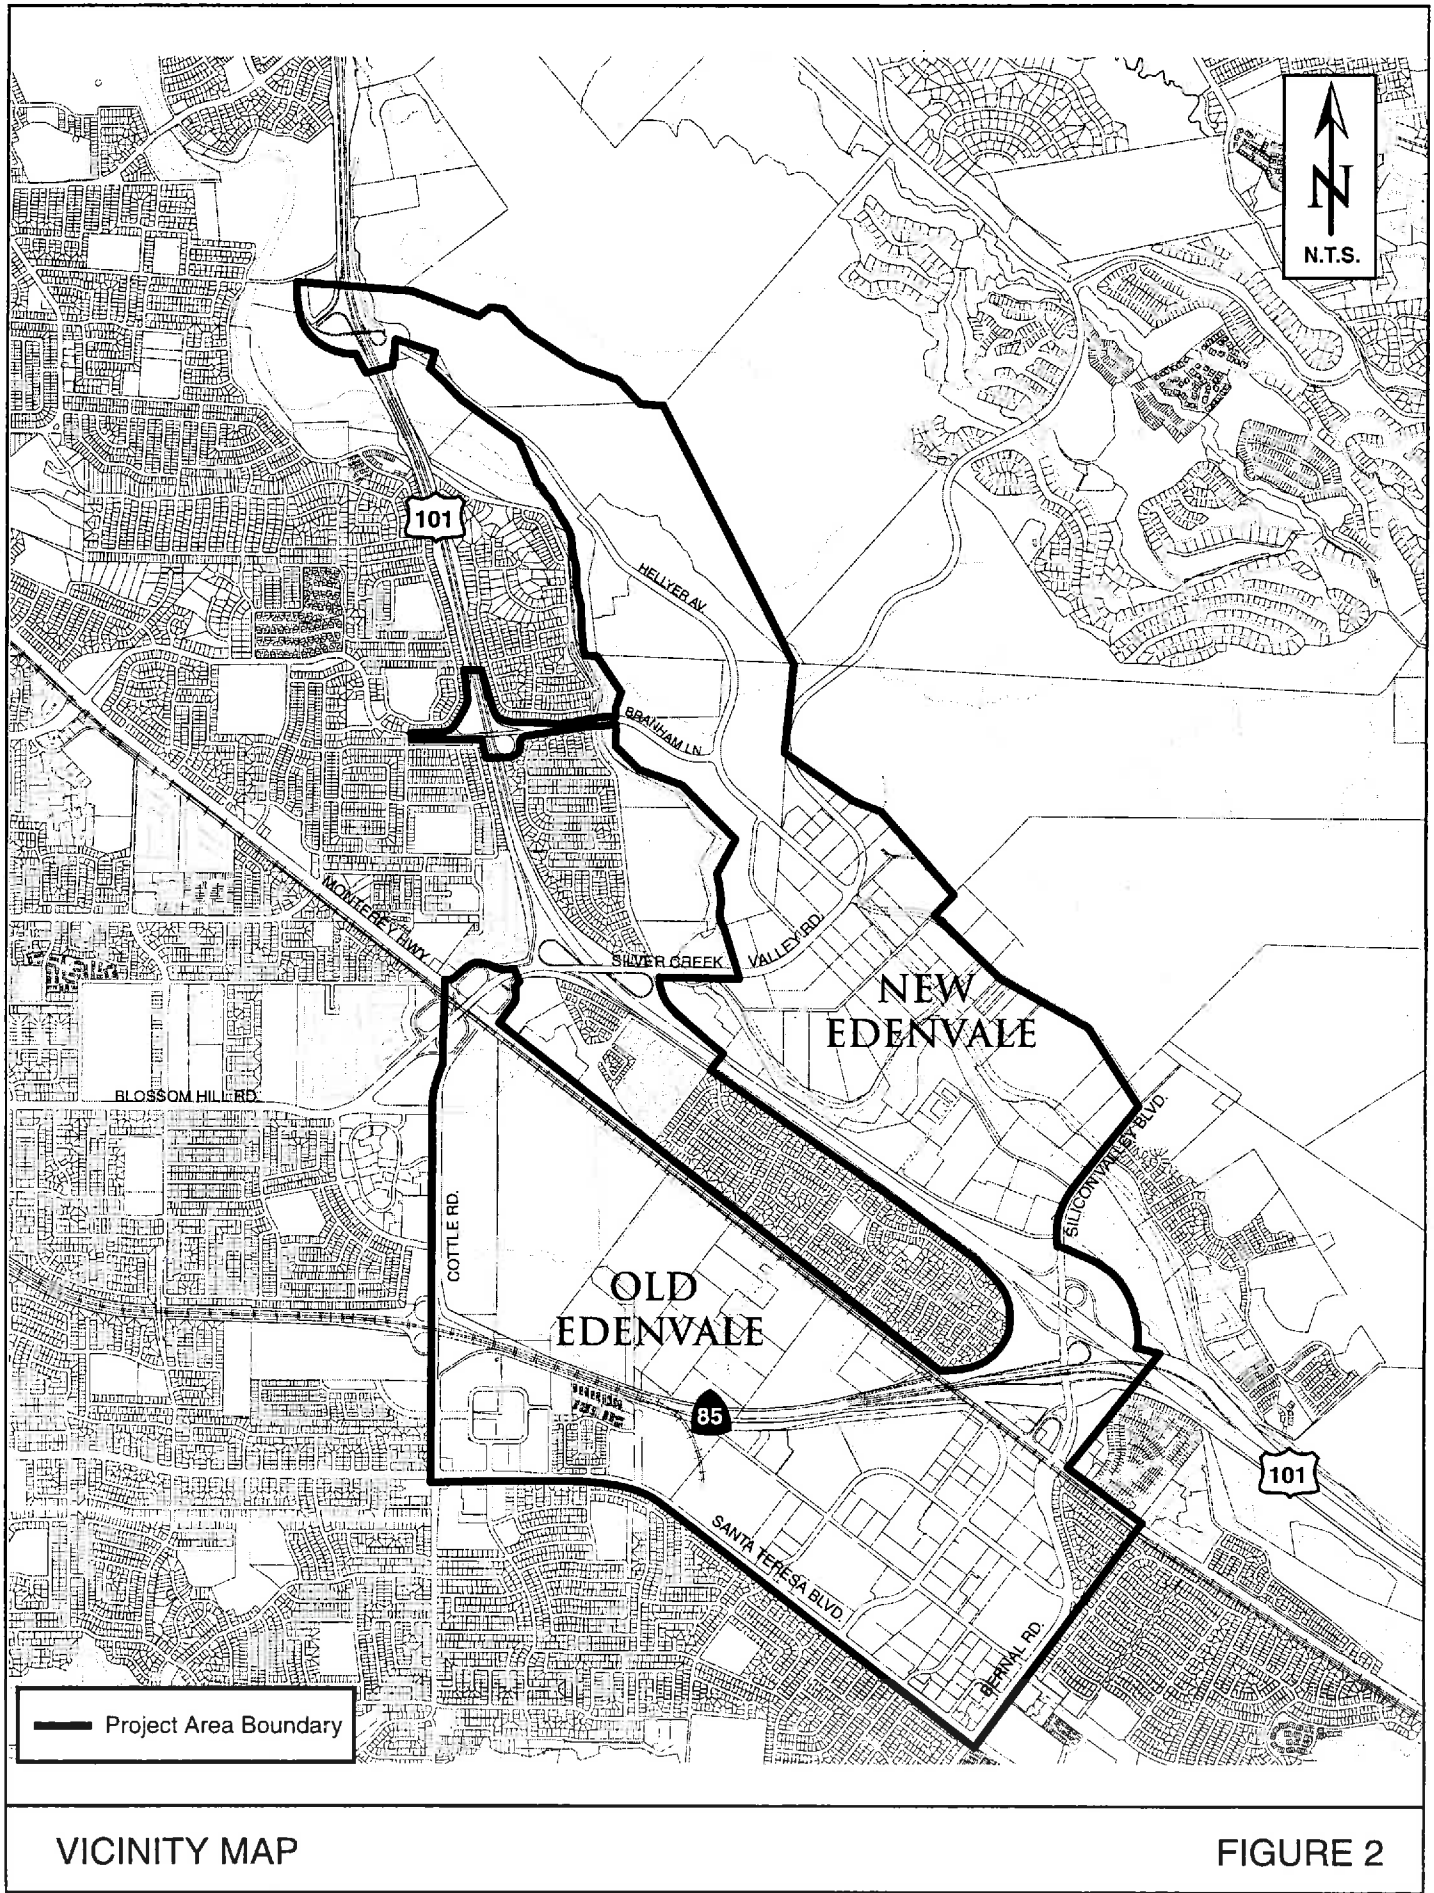 N
N.T.S.
101
HELLYER AV.
BRANHAM LN
MONTEREY HWY
SILVER CREEK VALLEY RD.
NEW
EDENVALE
BLOSSOM HILL RD.
SILICON VALLEY BLVD.
COTTLE RD.
OLD
EDENVALE
85
101
SANTA TERESA BLVD.
BERNAL RD.
Project Area Boundary
VICINITY MAP
FIGURE 2